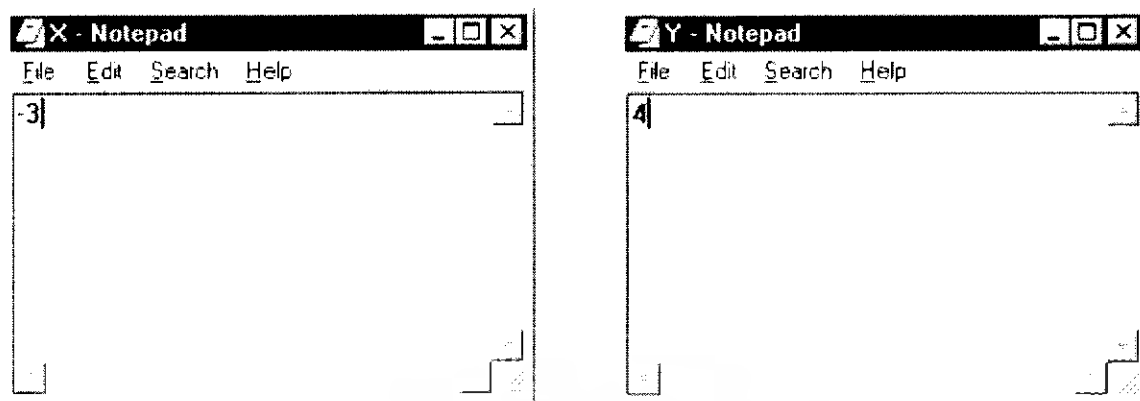 X - Notepad
File Edit Search Help
-3
Y - Notepad
File Edit Search Help
4